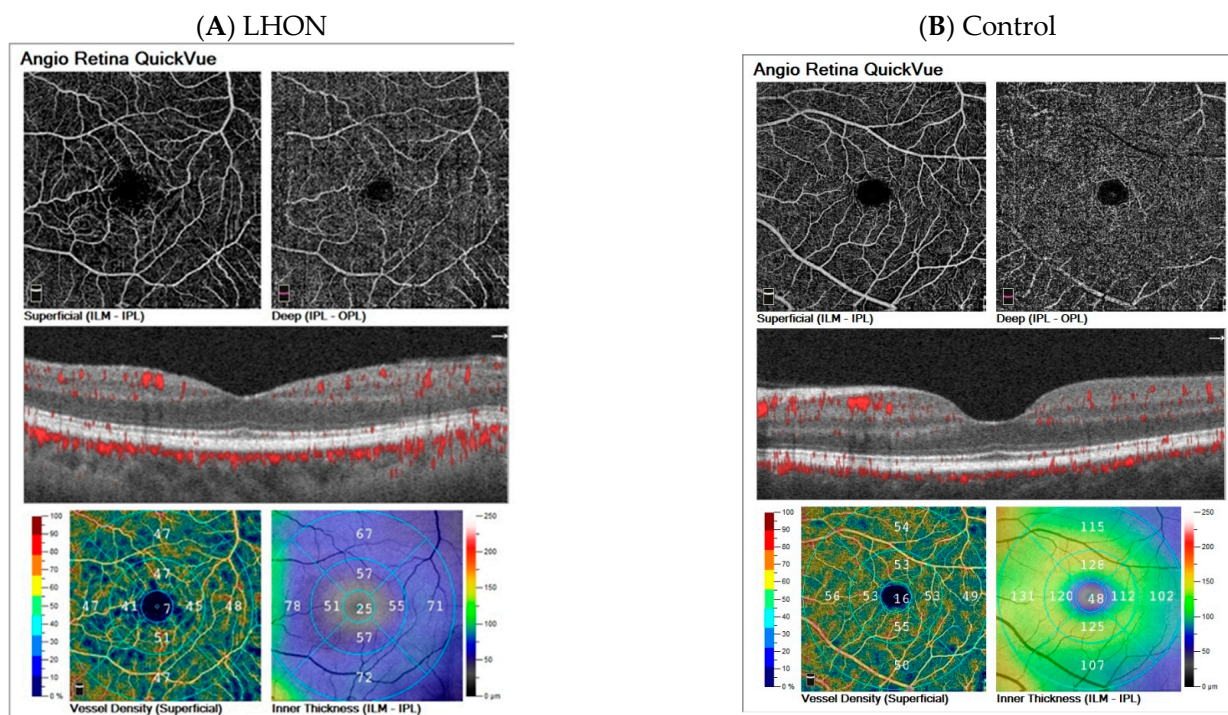 (A) LHON
Angio Retina QuickVue
Superficial (ILM - IPL)
Deep (IPL - OPL)
100
90
80
70
60
50
40
30
20
10
0 %
47
47
47 41 7 45 48
51
47
Vessel Density (Superficial)
67
57
78 51 25 55 71
57
72
250
200
150
100
50
0 µm
Inner Thickness (ILM - IPL)
(B) Control
Angio Retina QuickVue
Superficial (ILM - IPL)
Deep (IPL - OPL)
100
90
80
70
60
50
40
30
20
10
0 %
54
53
56 53 16 53 49
55
50
Vessel Density (Superficial)
115
128
131 120 48 112 102
125
107
250
200
150
100
50
0 µm
Inner Thickness (ILM - IPL)